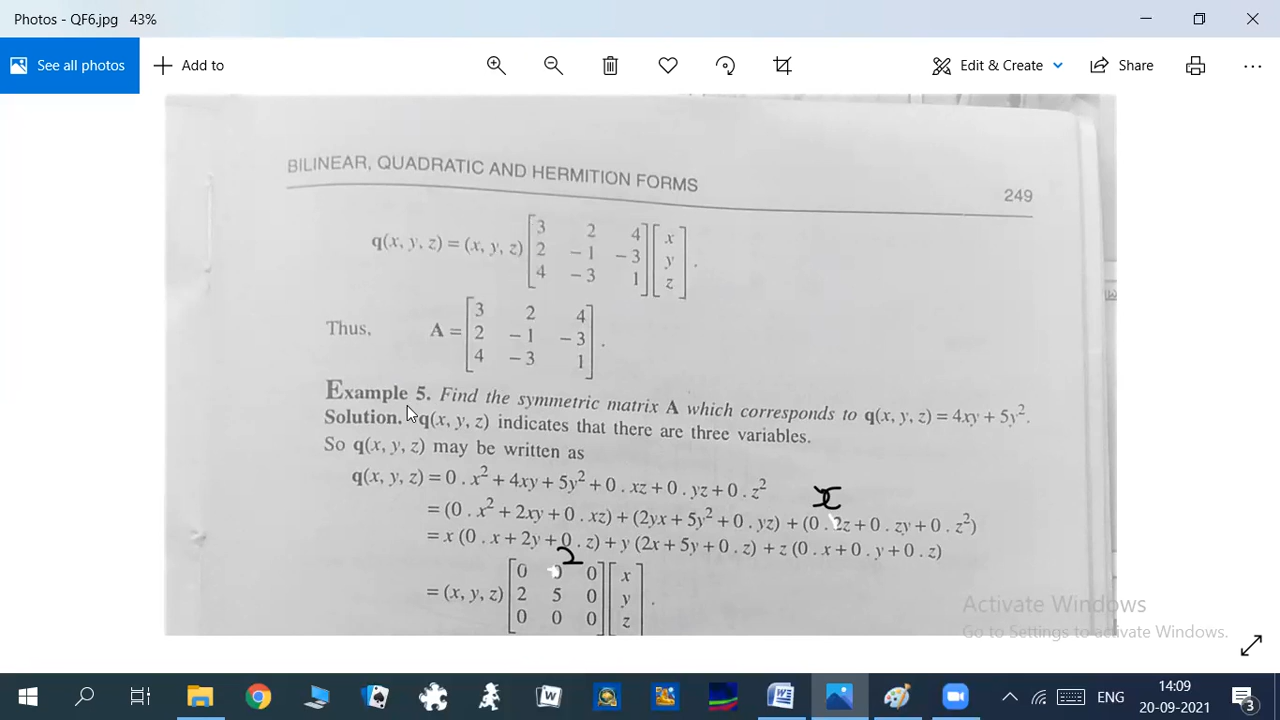 Photos - QF6.jpg 43%
See all photos
Add to
Edit & Create
Share
BILINEAR, QUADRATIC AND HERMITION FORMS
249
q(x, y, z) = (x, y, z) [3 2 4
2 - 1 - 3
4 - 3 1] [x
y
z] .
Thus, A = [3 2 4
2 - 1 - 3
4 - 3 1] .
Example 5. Find the symmetric matrix A which corresponds to q(x, y, z) = 4xy + 5y².
Solution. q(x, y, z) indicates that there are three variables.
So q(x, y, z) may be written as
q(x, y, z) = 0 . x² + 4xy + 5y² + 0 . xz + 0 . yz + 0 . z²
x
= (0 . x² + 2xy + 0 . xz) + (2yx + 5y² + 0 . yz) + (0 . 2z + 0 . zy + 0 . z²)
= x (0 . x + 2y + 0 . z) + y (2x + 5y + 0 . z) + z (0 . x + 0 . y + 0 . z)
2
= (x, y, z) [0 0 0
2 5 0
0 0 0] [x
y
z] .
Activate Windows
Go to Settings to activate Windows.
ENG
14:09
20-09-2021
3